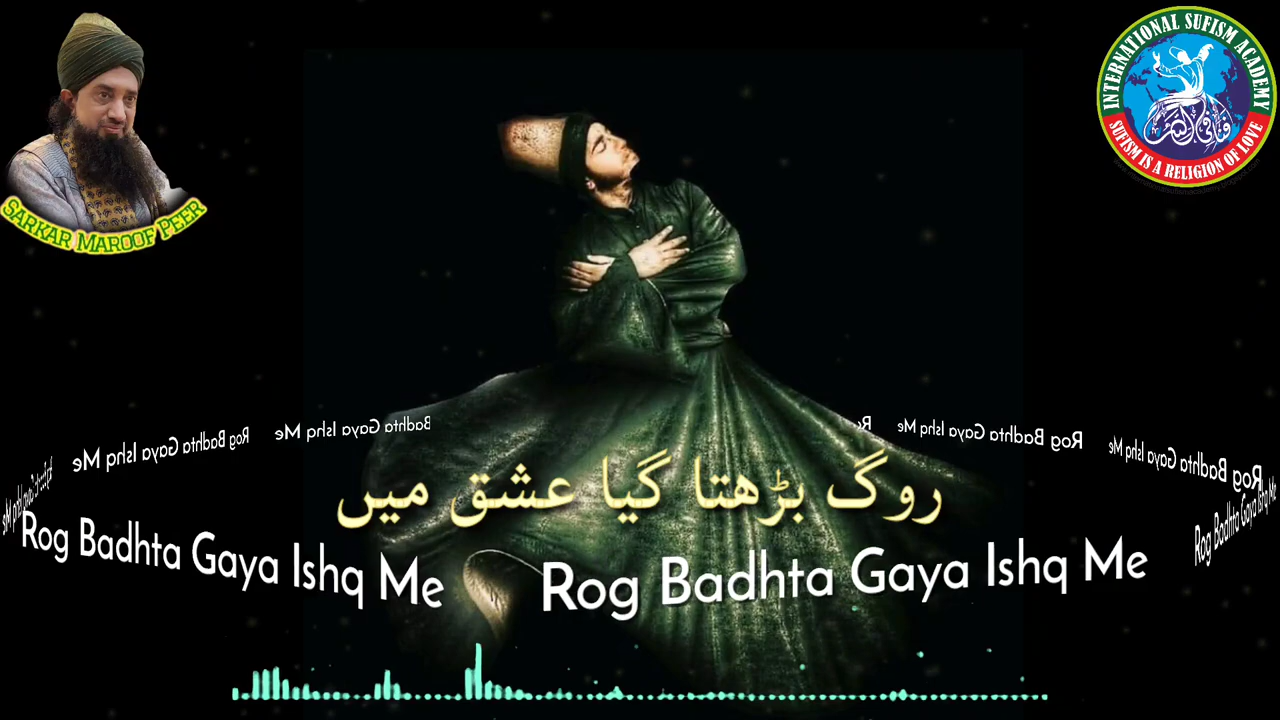 SARKAR MAROOF PEER
INTERNATIONAL SUFISM ACADEMY
SUFISM IS A RELIGION OF LOVE
Rog Badhta Gaya Ishq Me
Badhta Gaya Ishq Me
Rog Badhta Gaya Ishq Me
Rog Badhta Gaya Ishq Me
روگ بڑھتا گیا عشق میں
Rog Badhta Gaya Ishq Me
Rog Badhta Gaya Ishq Me
Rog Badhta Gaya Ishq Me